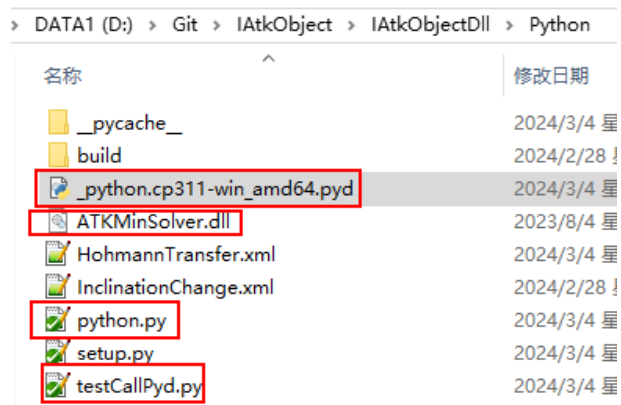 › DATA1 (D:) › Git › IAtkObject › IAtkObjectDll › Python
名称 修改日期
__pycache__ 2024/3/4 星
build 2024/2/28
_python.cp311-win_amd64.pyd 2024/3/4 星
ATKMinSolver.dll 2023/8/4 星
HohmannTransfer.xml 2024/3/4 星
InclinationChange.xml 2024/2/28
python.py 2024/3/4 星
setup.py 2024/3/4 星
testCallPyd.py 2024/3/4 星